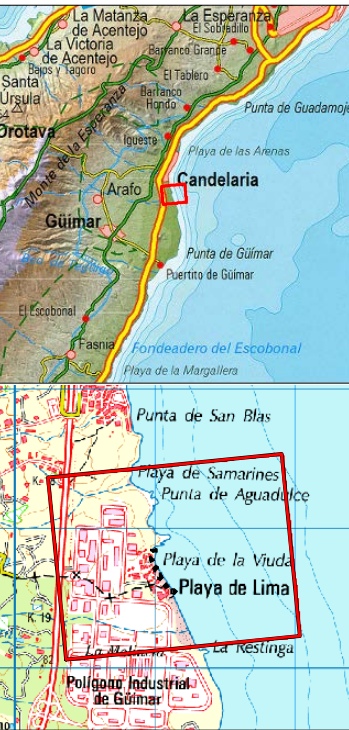 La Matanza
de Acentejo
La Esperanza
El Sobradillo
La Victoria
de Acentejo
Barranco Grande
Bajos y Tagoro
El Tablero
Santa
Úrsula
Barranco
Hondo
Punta de Guadamoj
Orotava
Monte de la Esperanza
Igueste
Playa de las Arenas
Candelaria
Arafo
Güímar
Punta de Güímar
Puertito de Güímar
El Escobonal
Fasnia
Fondeadero del Escobonal
Playa de la Margallera
Punta de San Blas
Playa de Samarines
Punta de Aguadulce
Playa de la Viuda
Playa de Lima
K. 19
La Restinga
82
Polígono Industrial
de Güímar